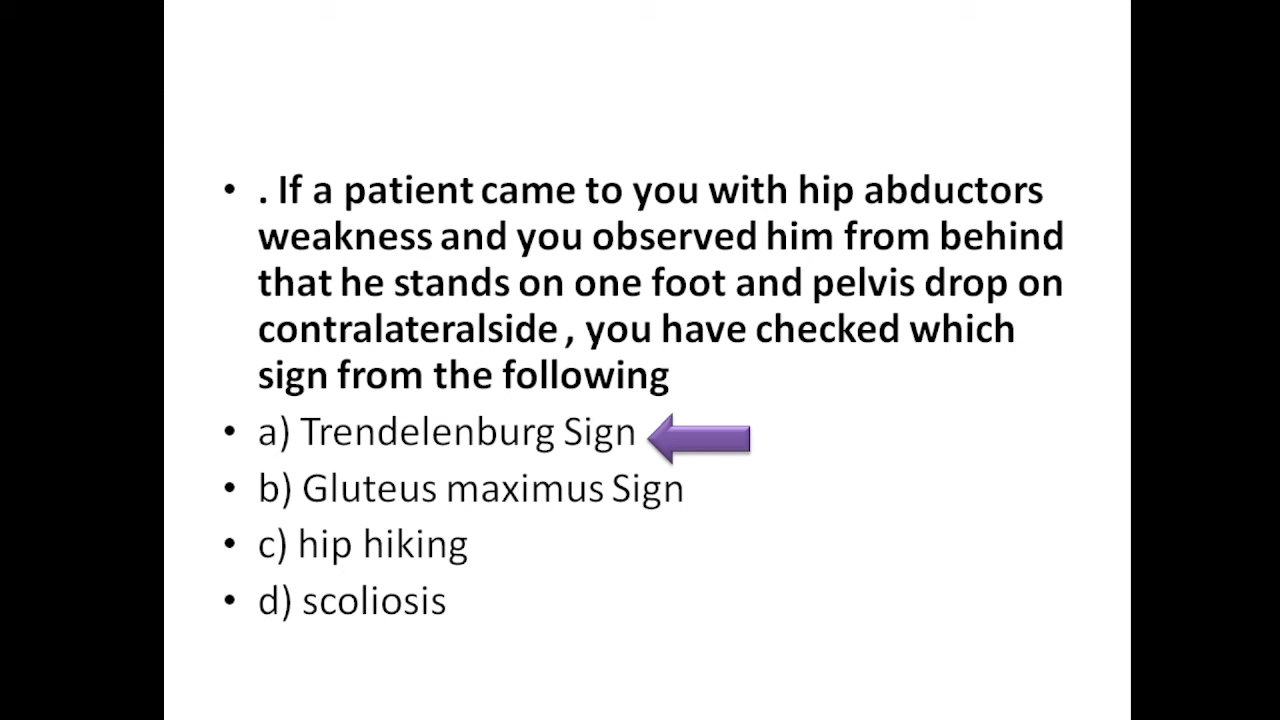 • . If a patient came to you with hip abductors
weakness and you observed him from behind
that he stands on one foot and pelvis drop on
contralateralside , you have checked which
sign from the following
• a) Trendelenburg Sign
• b) Gluteus maximus Sign
• c) hip hiking
• d) scoliosis